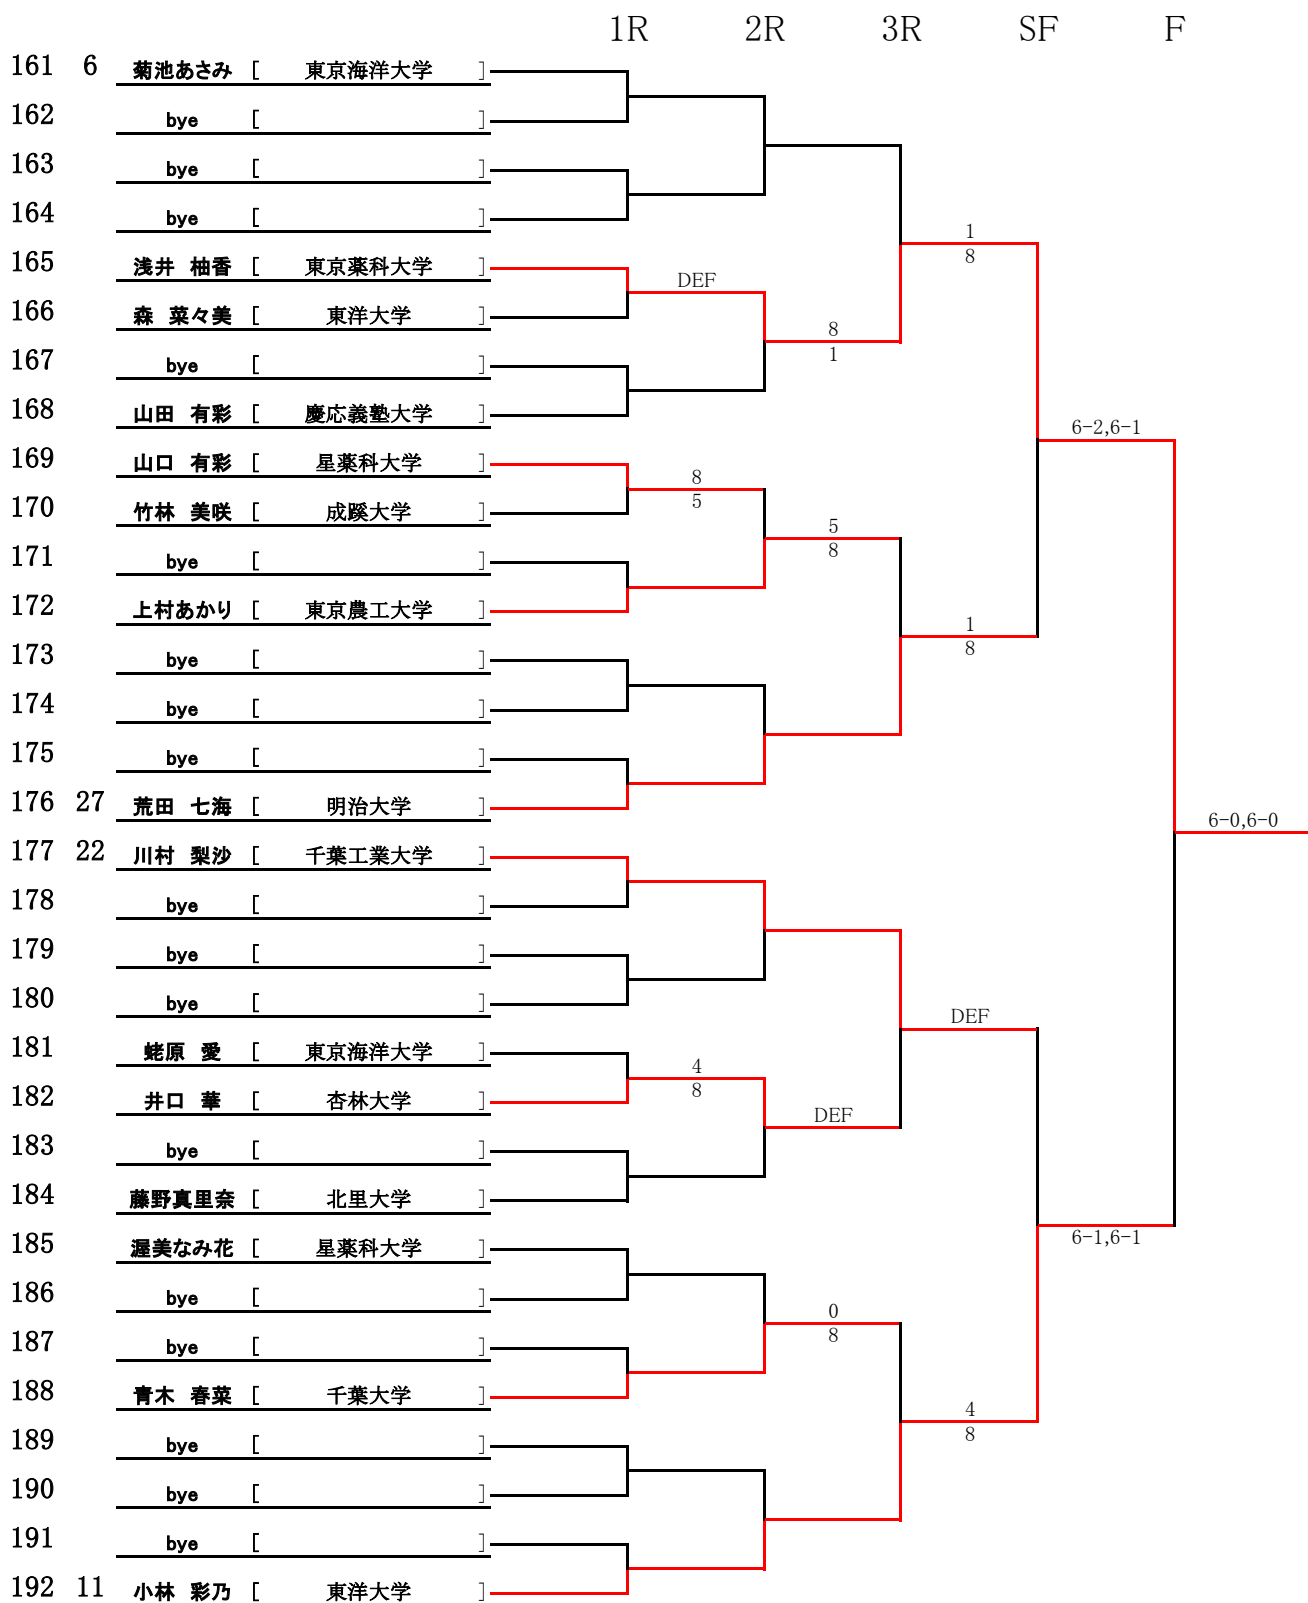 1R 2R 3R SF F
161 6 菊池あさみ [ 東京海洋大学 ]
162 bye [ ]
163 bye [ ]
164 bye [ ]
1
8
165 浅井 柚香 [ 東京薬科大学 ]
DEF
166 森 菜々美 [ 東洋大学 ]
8
1
167 bye [ ]
168 山田 有彩 [ 慶応義塾大学 ]
6-2,6-1
169 山口 有彩 [ 星薬科大学 ]
8
5
170 竹林 美咲 [ 成蹊大学 ]
5
8
171 bye [ ]
172 上村あかり [ 東京農工大学 ]
1
8
173 bye [ ]
174 bye [ ]
175 bye [ ]
176 27 荒田 七海 [ 明治大学 ]
6-0,6-0
177 22 川村 梨沙 [ 千葉工業大学 ]
178 bye [ ]
179 bye [ ]
180 bye [ ]
DEF
181 蛯原 愛 [ 東京海洋大学 ]
4
8
182 井口 華 [ 杏林大学 ]
DEF
183 bye [ ]
184 藤野真里奈 [ 北里大学 ]
6-1,6-1
185 渥美なみ花 [ 星薬科大学 ]
186 bye [ ]
0
8
187 bye [ ]
188 青木 春菜 [ 千葉大学 ]
4
8
189 bye [ ]
190 bye [ ]
191 bye [ ]
192 11 小林 彩乃 [ 東洋大学 ]